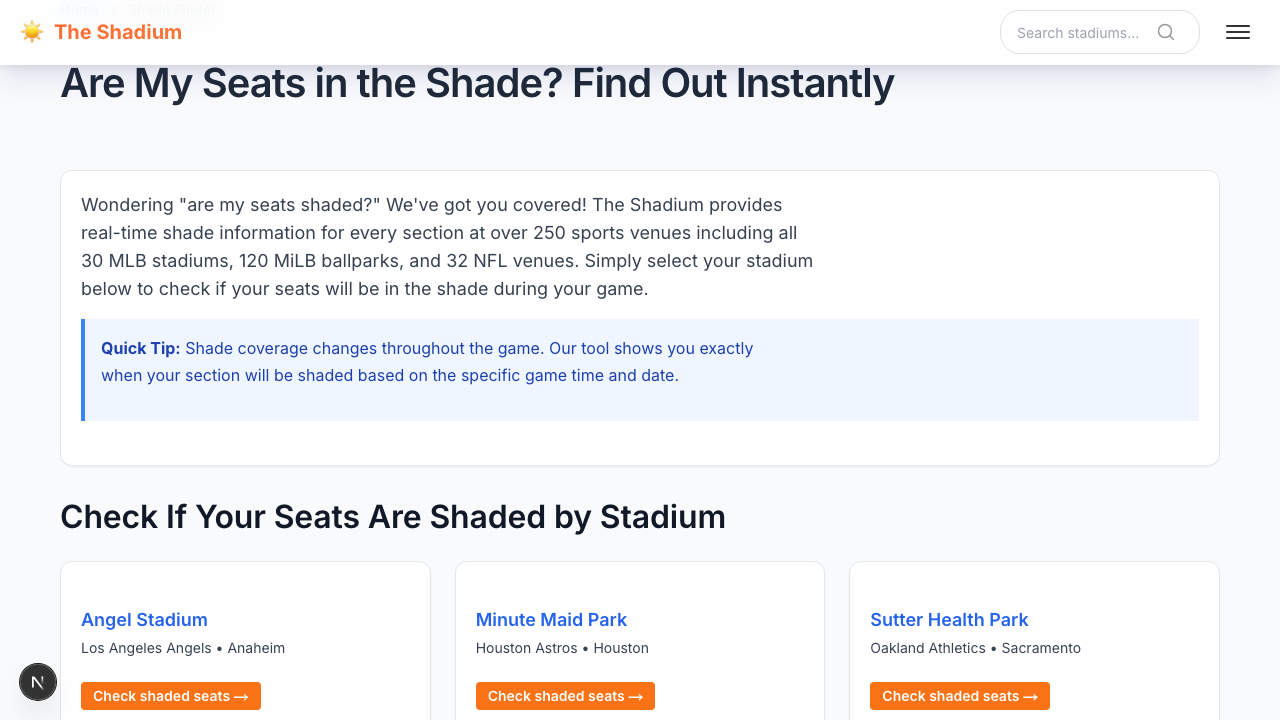 Home / Shade Finder
The Shadium
Search stadiums...
Are My Seats in the Shade? Find Out Instantly
Wondering "are my seats shaded?" We've got you covered! The Shadium provides
real-time shade information for every section at over 250 sports venues including all
30 MLB stadiums, 120 MiLB ballparks, and 32 NFL venues. Simply select your stadium
below to check if your seats will be in the shade during your game.
Quick Tip: Shade coverage changes throughout the game. Our tool shows you exactly
when your section will be shaded based on the specific game time and date.
Check If Your Seats Are Shaded by Stadium
Angel Stadium
Los Angeles Angels • Anaheim
Check shaded seats →
Minute Maid Park
Houston Astros • Houston
Check shaded seats →
Sutter Health Park
Oakland Athletics • Sacramento
Check shaded seats →
N